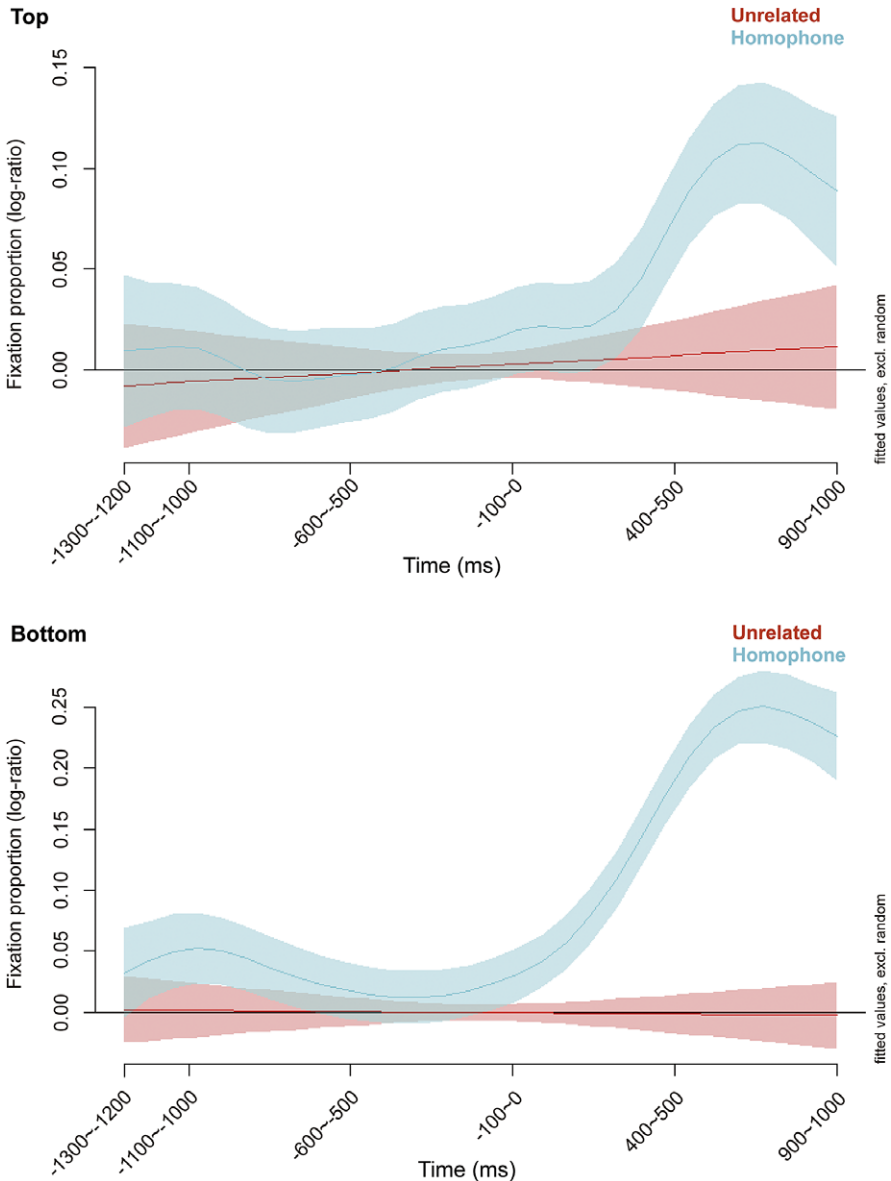 Top
Unrelated
Homophone
Fixation proportion (log-ratio)
0.15
0.10
0.05
0.00
fitted values, excl. random
-1300~-1200
-1100~-1000
-600~-500
-100~0
400~500
900~1000
Time (ms)
Bottom
Unrelated
Homophone
Fixation proportion (log-ratio)
0.25
0.20
0.15
0.10
0.05
0.00
fitted values, excl. random
-1300~-1200
-1100~-1000
-600~-500
-100~0
400~500
900~1000
Time (ms)